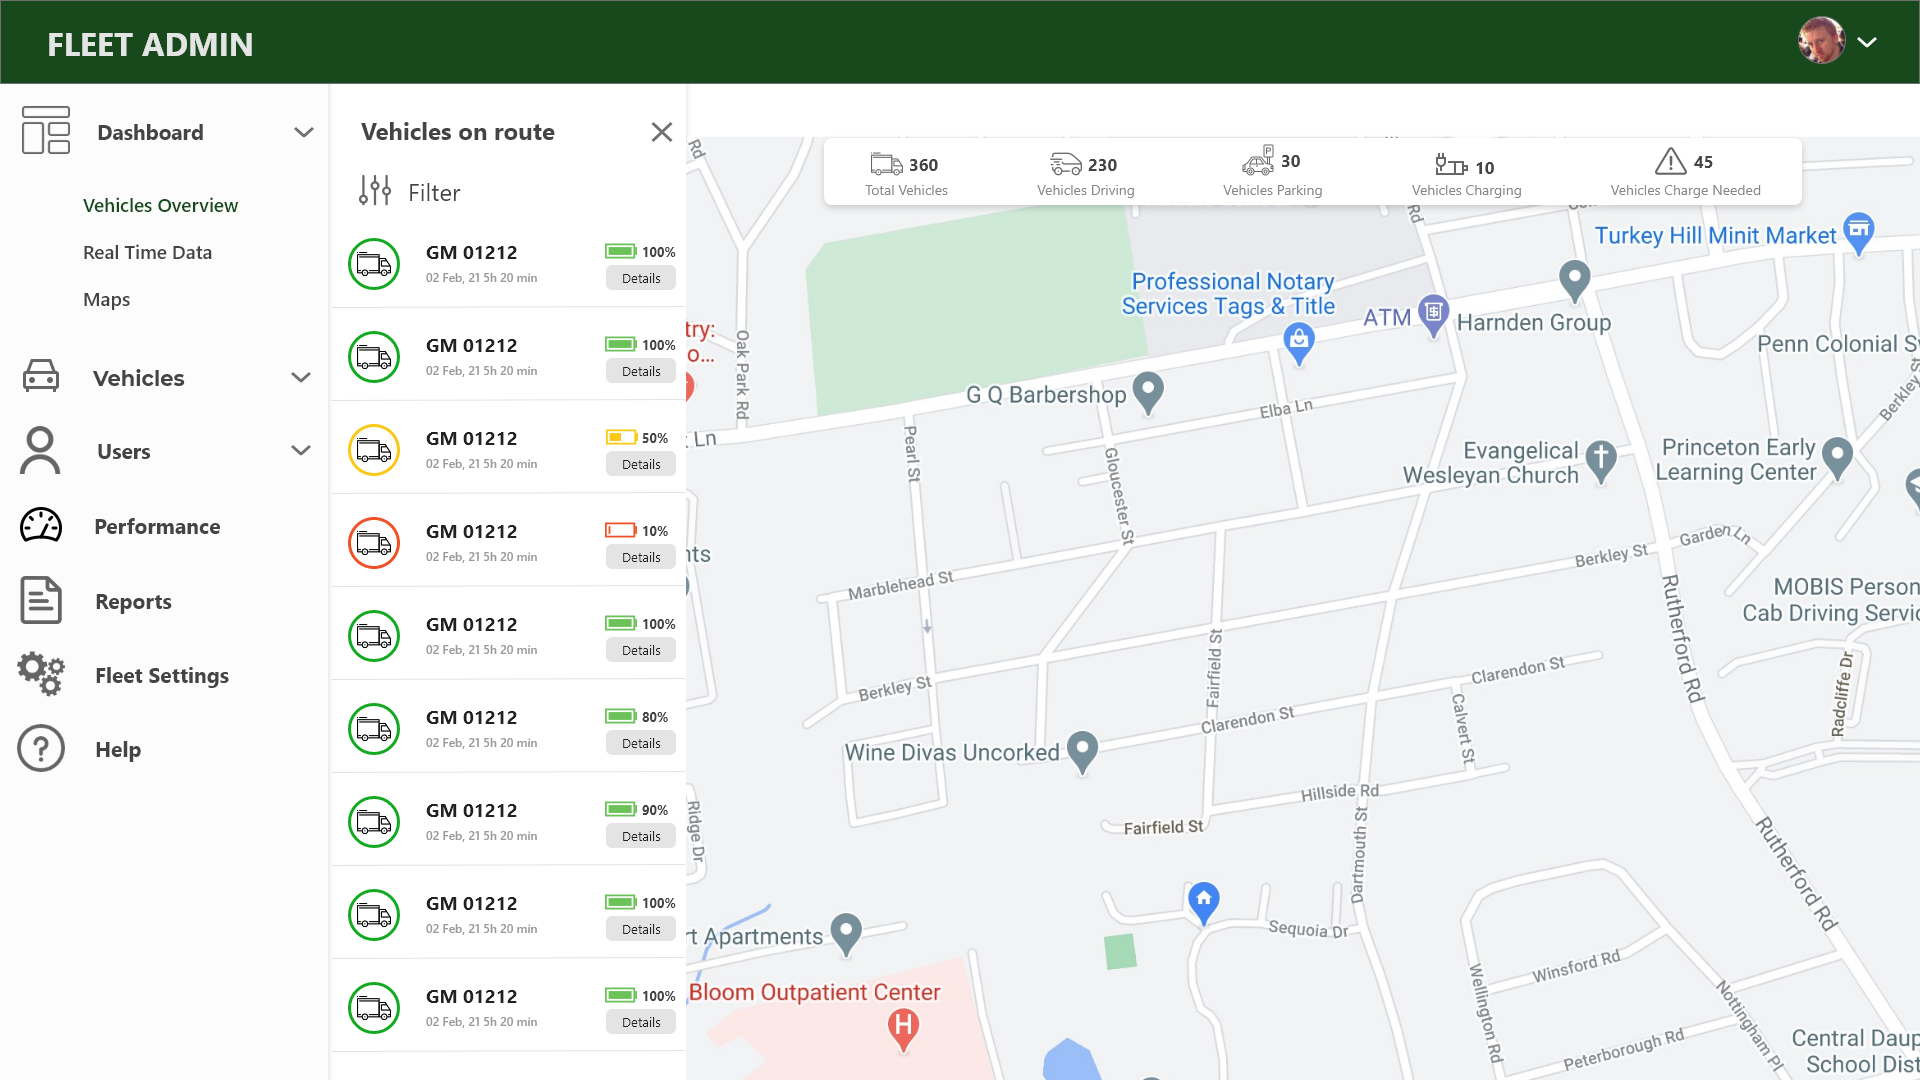 FLEET ADMIN
Dashboard
Vehicles Overview
Real Time Data
Maps
Vehicles
Users
Performance
Reports
Fleet Settings
Help
Vehicles on route
Filter
GM 01212
02 Feb, 21 5h 20 min
100%
Details
GM 01212
02 Feb, 21 5h 20 min
100%
Details
GM 01212
02 Feb, 21 5h 20 min
50%
Details
GM 01212
02 Feb, 21 5h 20 min
10%
Details
GM 01212
02 Feb, 21 5h 20 min
100%
Details
GM 01212
02 Feb, 21 5h 20 min
80%
Details
GM 01212
02 Feb, 21 5h 20 min
90%
Details
GM 01212
02 Feb, 21 5h 20 min
100%
Details
GM 01212
02 Feb, 21 5h 20 min
100%
Details
360
Total Vehicles
230
Vehicles Driving
P
30
Vehicles Parking
10
Vehicles Charging
45
Vehicles Charge Needed
Rd
Rd
Turkey Hill Minit Market
Professional Notary
Services Tags & Title
ATM
Harnden Group
try:
o...
Oak Park Rd
Penn Colonial S
Berkley S
G Q Barbershop
Elba Ln
Ln
Pearl St
Gloucester St
Evangelical
Wesleyan Church
Princeton Early
Learning Center
nts
Garden Ln
Berkley St
Marblehead St
MOBIS Person
Cab Driving Servic
Rutherford Rd
Fairfield St
Radcliffe Dr
Clarendon St
Berkley St
Calvert St
Clarendon St
Wine Divas Uncorked
Hillside Rd
Ridge Dr
Fairfield St
Dartmouth St
Rutherford Rd
rt Apartments
Sequoia Dr
Winsford Rd
Wellington Rd
Nottingham Pl
Bloom Outpatient Center
H
Peterborough Rd
Central Daup
School Dist